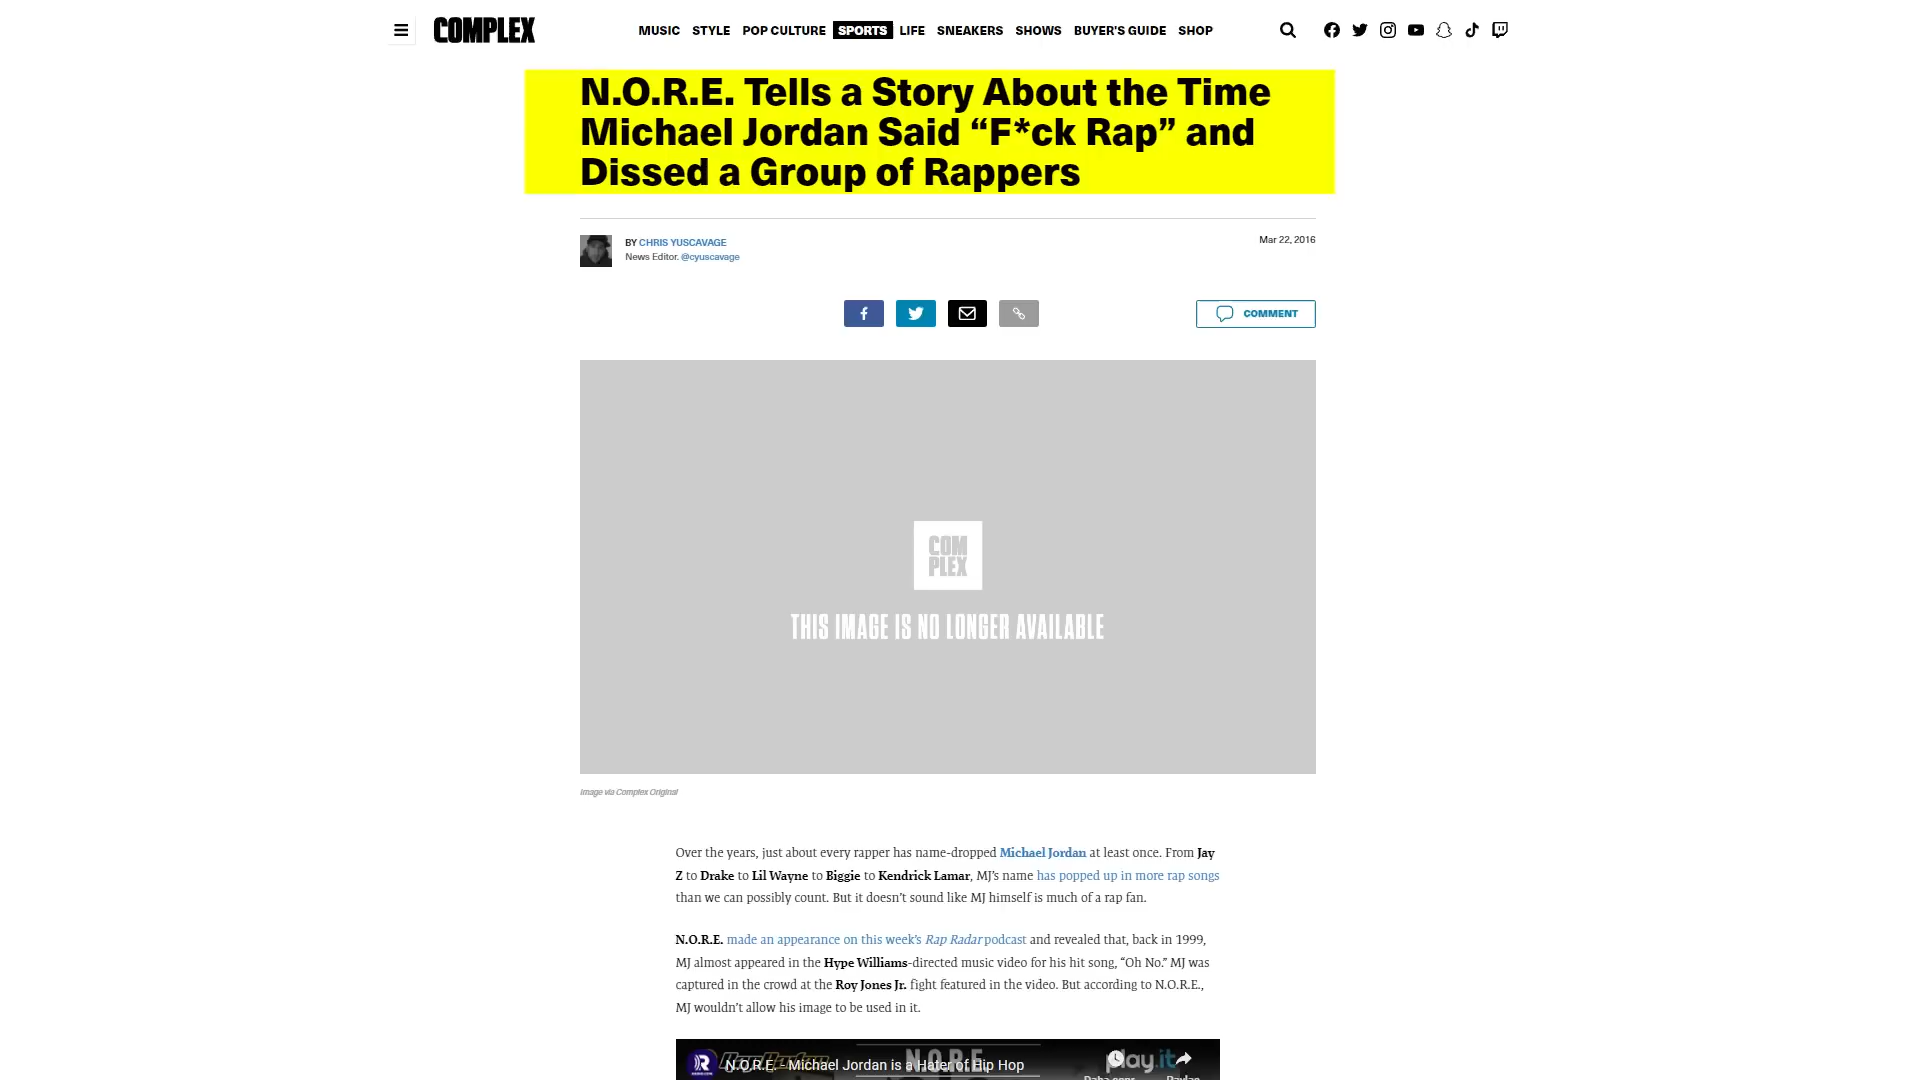 COMPLEX
MUSIC STYLE POP CULTURE SPORTS LIFE SNEAKERS SHOWS BUYER'S GUIDE SHOP
N.O.R.E. Tells a Story About the Time
Michael Jordan Said “F*ck Rap” and
Dissed a Group of Rappers
BY CHRIS YUSCAVAGE
News Editor. @cyuscavage
Mar 22, 2016
COMMENT
COM
PLEX
THIS IMAGE IS NO LONGER AVAILABLE
Image via Complex Original
Over the years, just about every rapper has name-dropped Michael Jordan at least once. From Jay
Z to Drake to Lil Wayne to Biggie to Kendrick Lamar, MJ’s name has popped up in more rap songs
than we can possibly count. But it doesn’t sound like MJ himself is much of a rap fan.
N.O.R.E. made an appearance on this week’s Rap Radar podcast and revealed that, back in 1999,
MJ almost appeared in the Hype Williams-directed music video for his hit song, “Oh No.” MJ was
captured in the crowd at the Roy Jones Jr. fight featured in the video. But according to N.O.R.E.,
MJ wouldn’t allow his image to be used in it.
N.O.R.E. - Michael Jordan is a Hater of Hip Hop
N.O.R.E
play.it